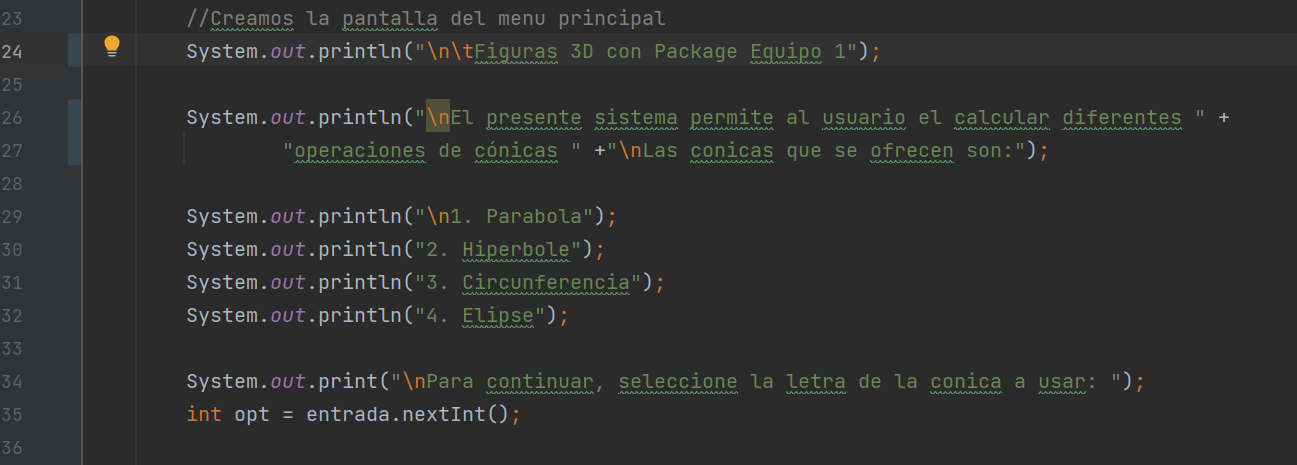 23 //Creamos la pantalla del menu principal
24 System.out.println("\n\tFiguras 3D con Package Equipo 1");
25
26 System.out.println("\nEl presente sistema permite al usuario el calcular diferentes " +
27 "operaciones de cónicas " +"\nLas conicas que se ofrecen son:");
28
29 System.out.println("\n1. Parabola");
30 System.out.println("2. Hiperbole");
31 System.out.println("3. Circunferencia");
32 System.out.println("4. Elipse");
33
34 System.out.print("\nPara continuar, seleccione la letra de la conica a usar: ");
35 int opt = entrada.nextInt();
36